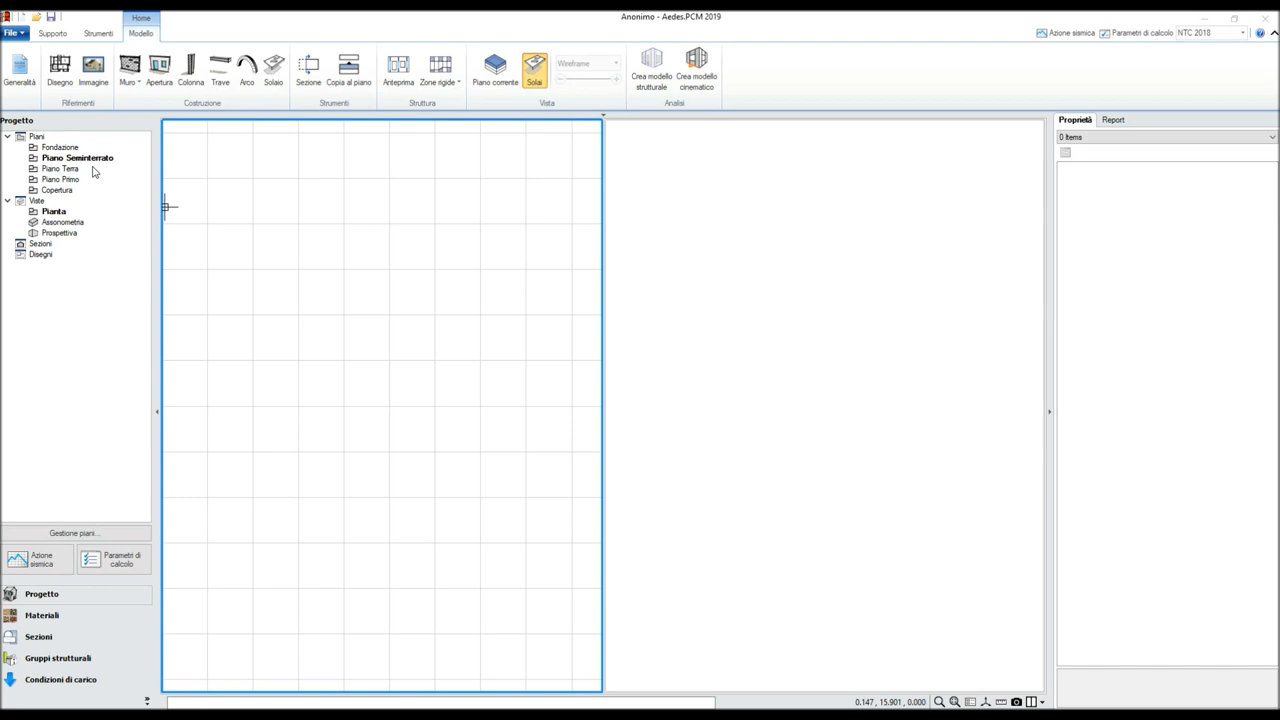 Home
Anonimo - Aedes.PCM 2019
File
Supporto
Strumenti
Modello
Azione sismica
Parametri di calcolo
NTC 2018
Generalità
Disegno
Immagine
Muro
Apertura
Colonna
Trave
Arco
Solaio
Sezione
Copia al piano
Anteprima
Zone rigide
Piano corrente
Solai
Wireframe
Crea modello
strutturale
Crea modello
cinematico
Riferimenti
Costruzione
Strumenti
Struttura
Vista
Analisi
Progetto
Piani
Fondazione
Piano Seminterrato
Piano Terra
Piano Primo
Copertura
Viste
Pianta
Assonometria
Prospettiva
Sezioni
Disegni
Proprietà
Report
0 Items
Gestione piani...
Azione
sismica
Parametri di
calcolo
Progetto
Materiali
Sezioni
Gruppi strutturali
Condizioni di carico
0.147 , 15.901 , 0.000